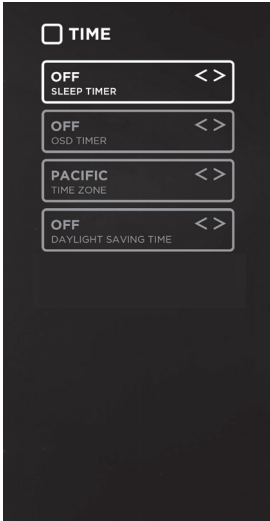 TIME
OFF < >
SLEEP TIMER
OFF < >
OSD TIMER
PACIFIC < >
TIME ZONE
OFF < >
DAYLIGHT SAVING TIME